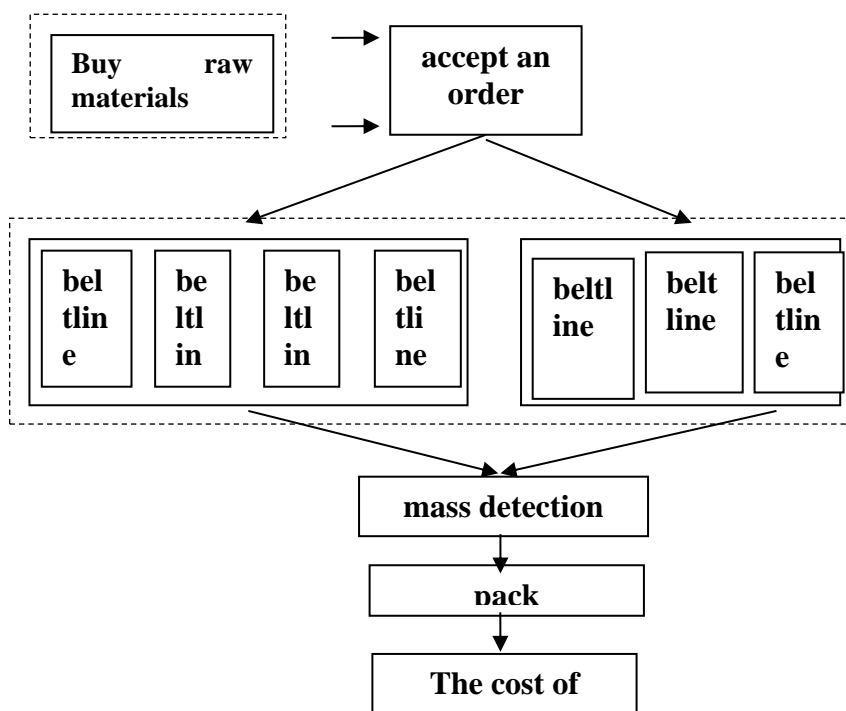 Buy raw
materials
accept an
order
bel
tlin
e
be
ltl
in
be
ltl
in
bel
tli
ne
beltl
ine
belt
line
bel
tlin
e
mass detection
pack
The cost of